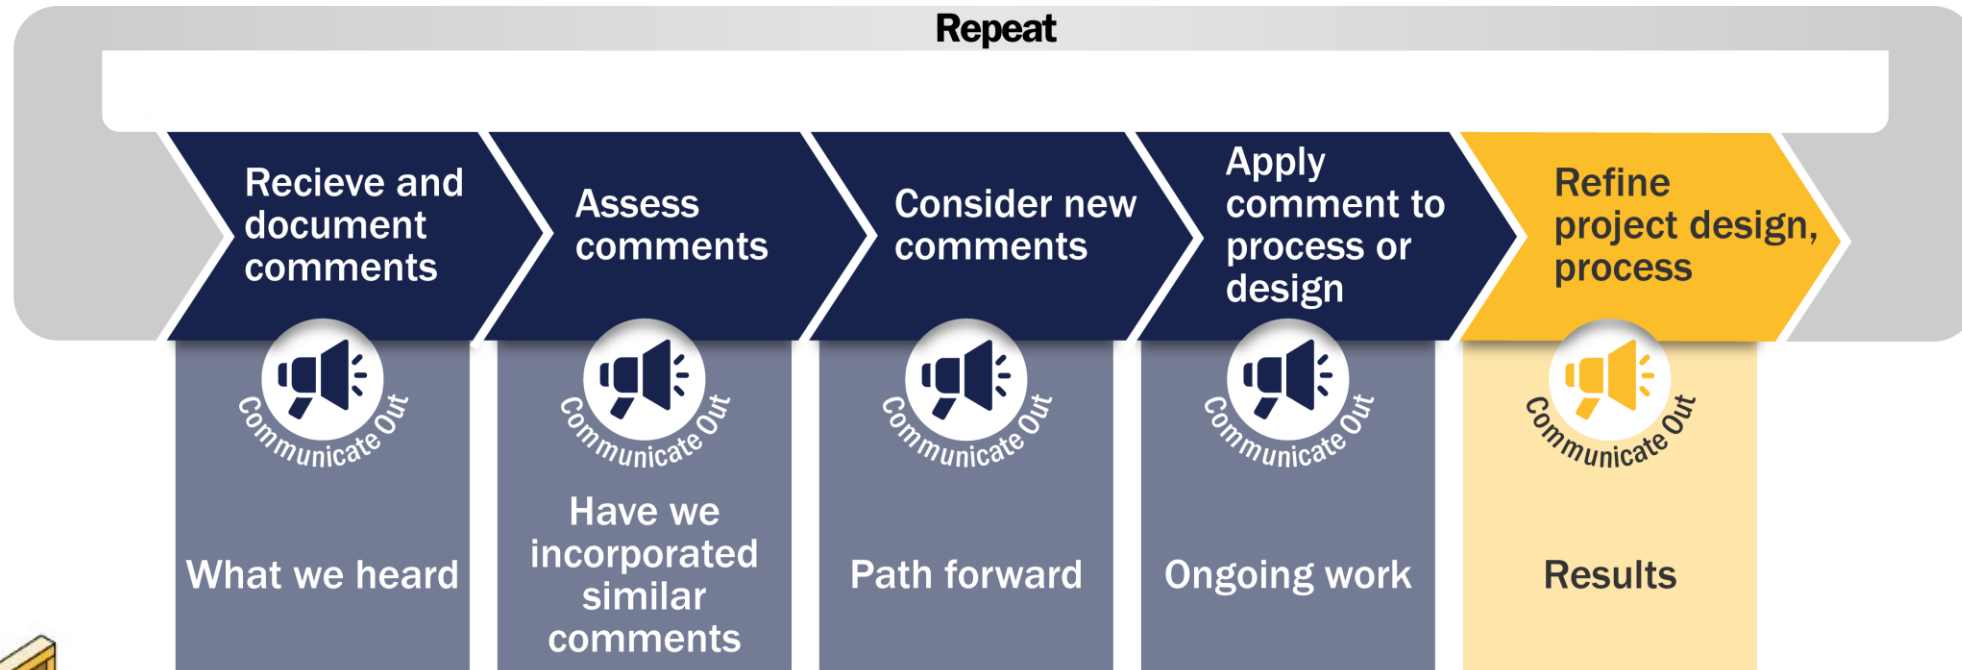 Repeat
Recieve and
document
comments
Assess
comments
Consider new
comments
Apply
comment to
process or
design
Refine
project design,
process
Communicate Out
Communicate Out
Communicate Out
Communicate Out
Communicate Out
What we heard
Have we
incorporated
similar
comments
Path forward
Ongoing work
Results